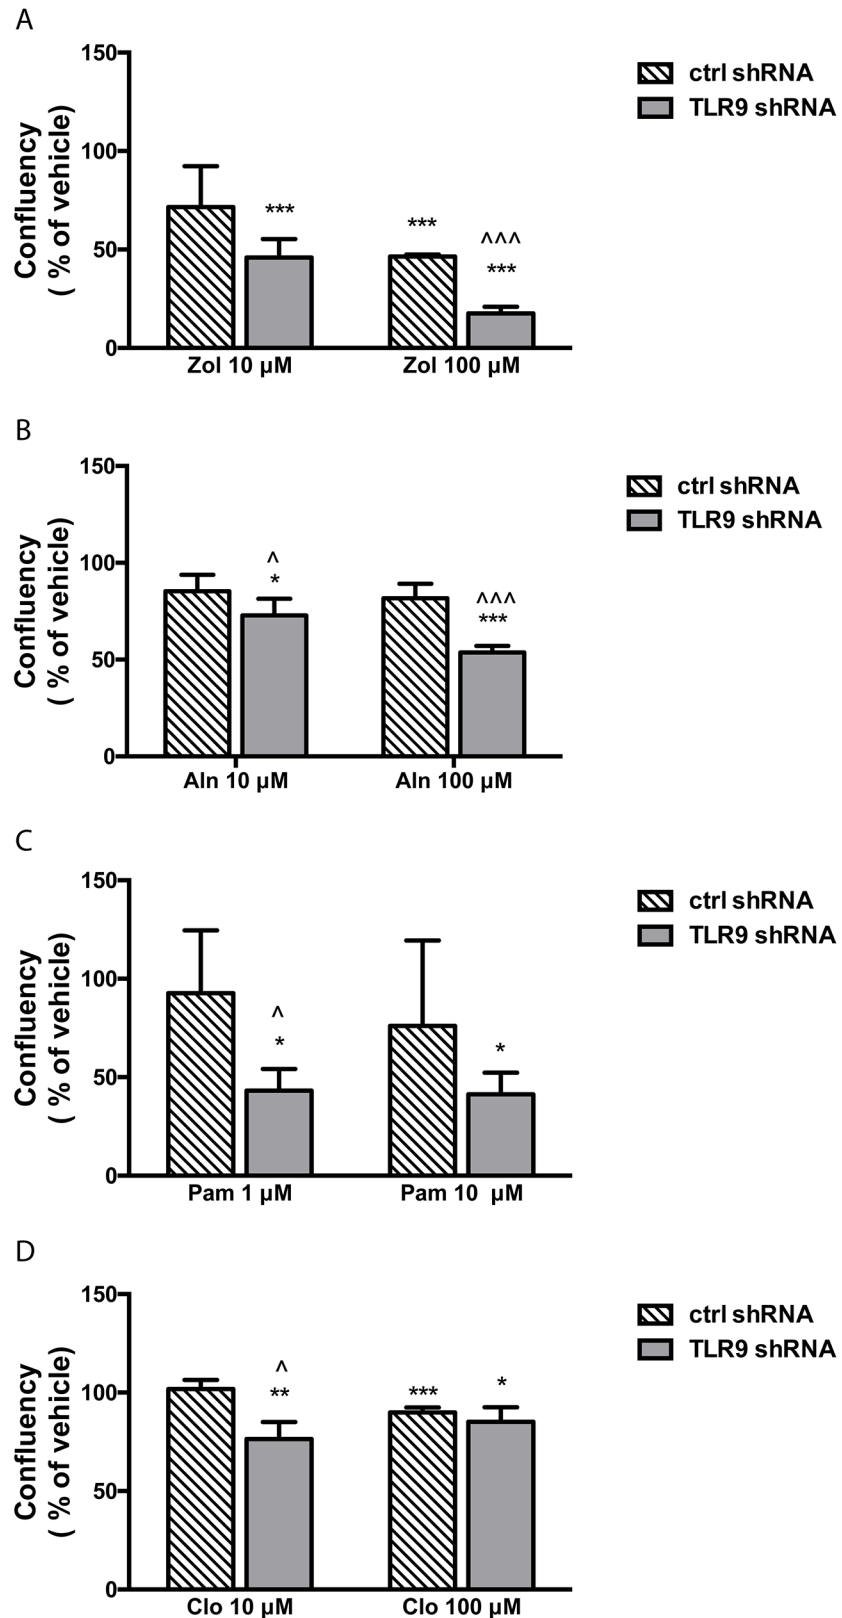 A
150
100
50
0
Confluency
( % of vehicle)
ctrl shRNA
TLR9 shRNA
***
***
^^^
***
Zol 10 µM
Zol 100 µM
B
150
100
50
0
Confluency
( % of vehicle)
ctrl shRNA
TLR9 shRNA
^
*
^^^
***
Aln 10 µM
Aln 100 µM
C
150
100
50
0
Confluency
( % of vehicle)
ctrl shRNA
TLR9 shRNA
^
*
*
Pam 1 µM
Pam 10  µM
D
150
100
50
0
Confluency
( % of vehicle)
ctrl shRNA
TLR9 shRNA
^
**
***
*
Clo 10 µM
Clo 100 µM